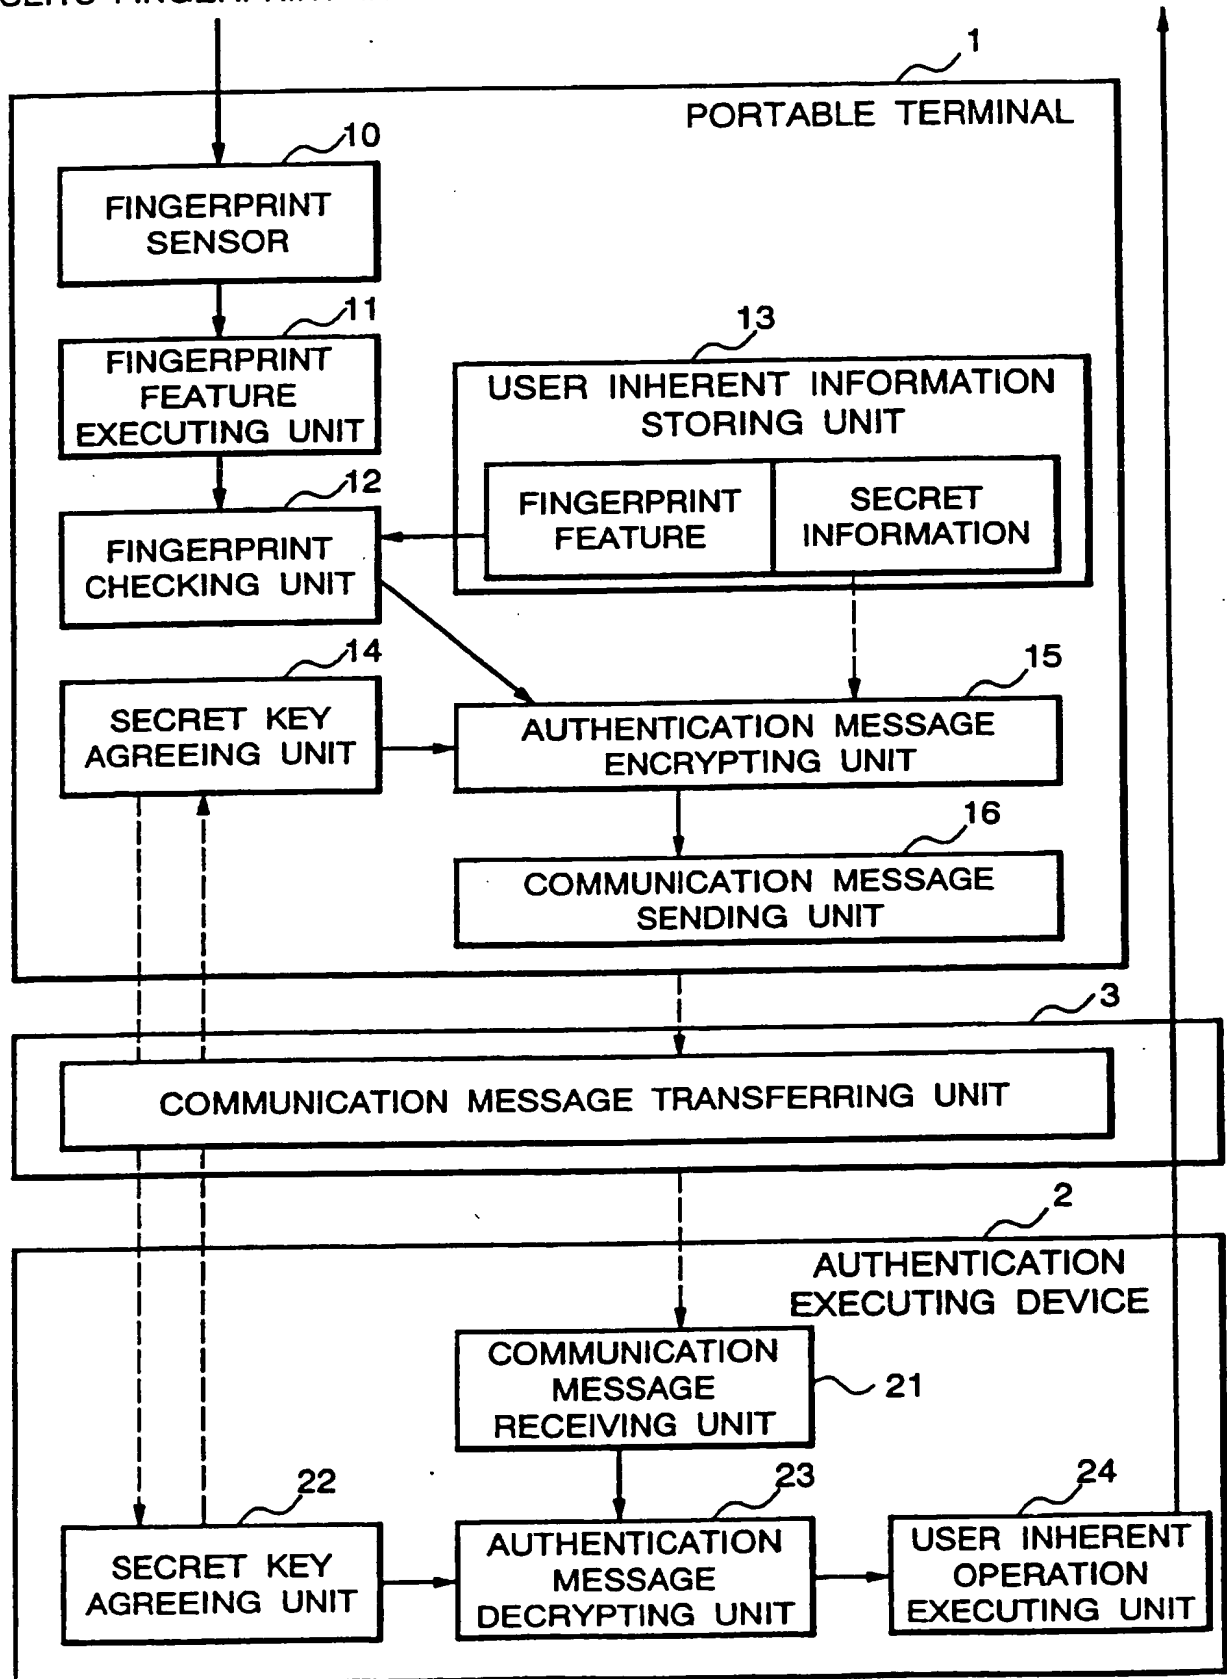 FINGERPRINT
1
PORTABLE TERMINAL
10
FINGERPRINT
SENSOR
11
FINGERPRINT
FEATURE
EXECUTING UNIT
13
USER INHERENT INFORMATION
STORING UNIT
FINGERPRINT
FEATURE
SECRET
INFORMATION
12
FINGERPRINT
CHECKING UNIT
14
SECRET KEY
AGREEING UNIT
15
AUTHENTICATION MESSAGE
ENCRYPTING UNIT
16
COMMUNICATION MESSAGE
SENDING UNIT
3
COMMUNICATION MESSAGE TRANSFERRING UNIT
2
AUTHENTICATION
EXECUTING DEVICE
COMMUNICATION
MESSAGE
RECEIVING UNIT
21
22
SECRET KEY
AGREEING UNIT
23
AUTHENTICATION
MESSAGE
DECRYPTING UNIT
24
USER INHERENT
OPERATION
EXECUTING UNIT